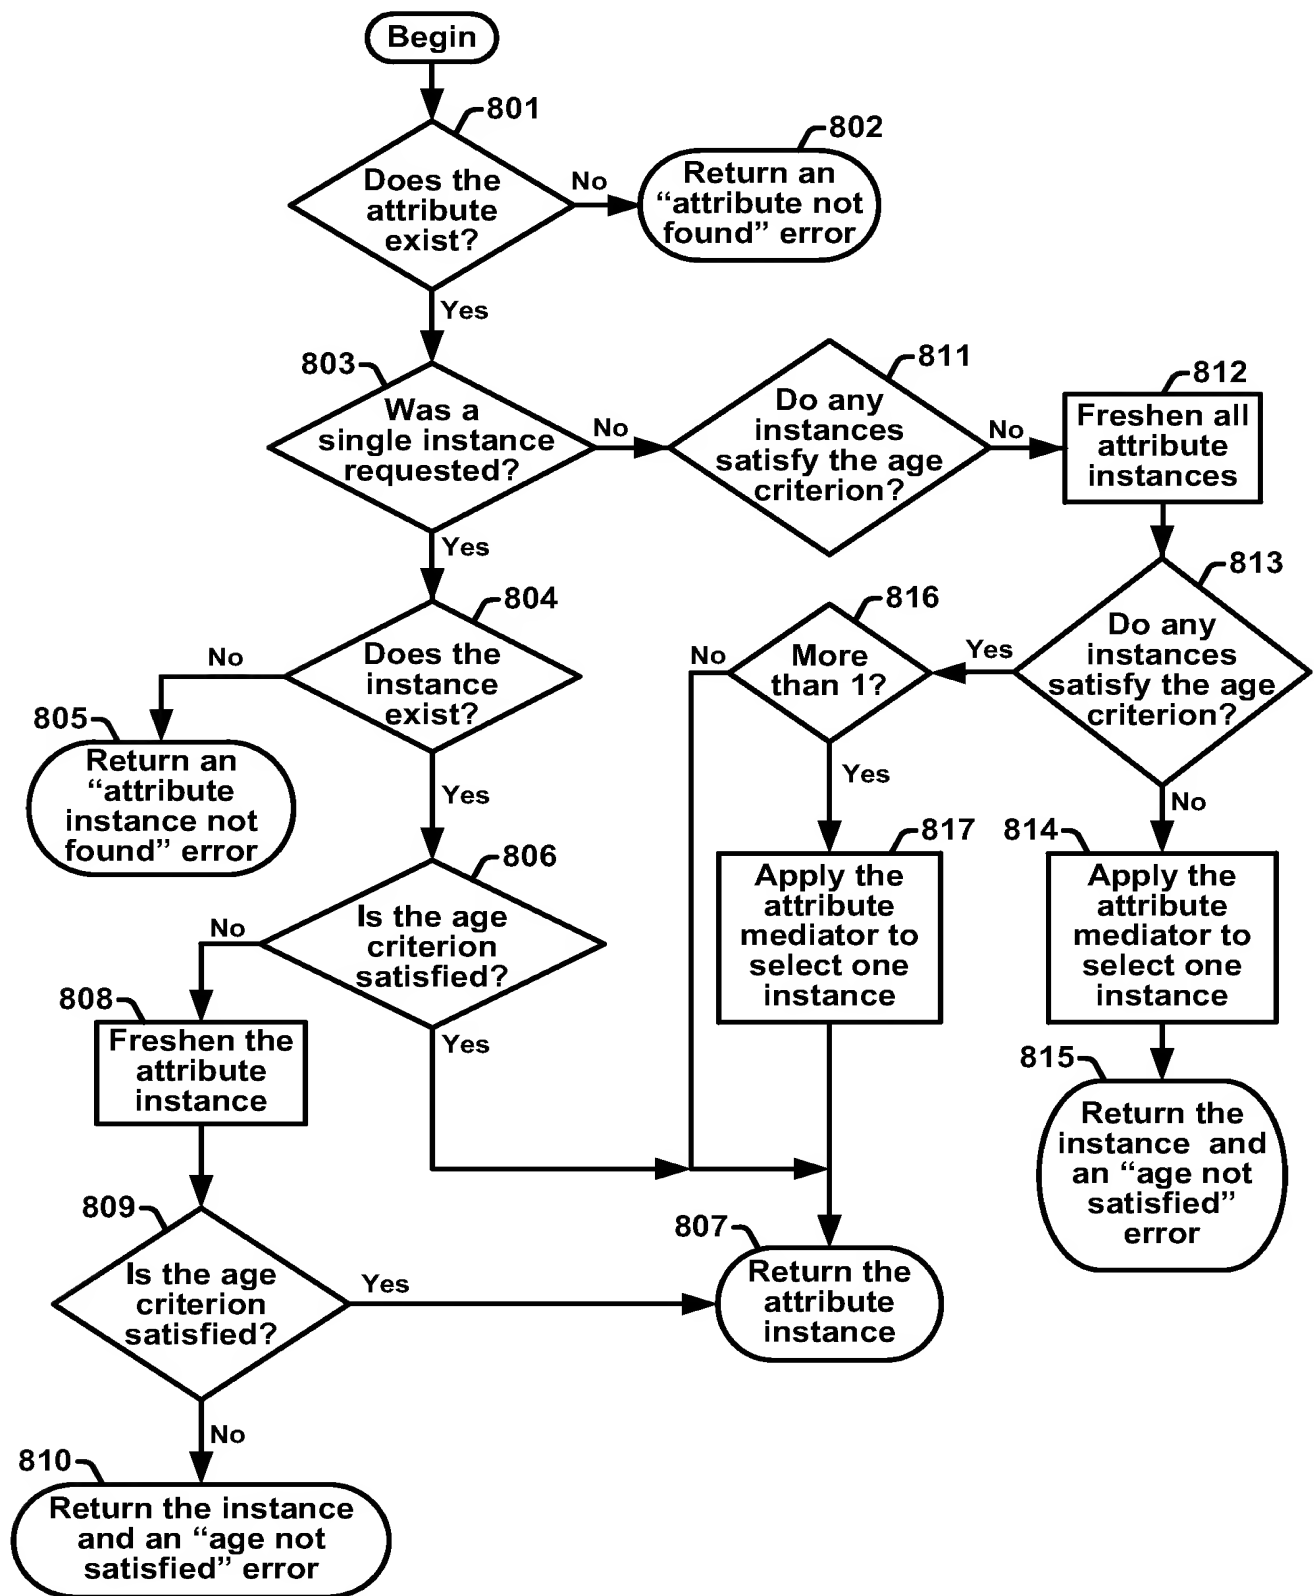 Begin
801
Does the
attribute
exist?
No
802
Return an
“attribute not
found” error
Yes
803
Was a
single instance
requested?
No
811
Do any
instances
satisfy the age
criterion?
No
812
Freshen all
attribute
instances
Yes
804
Does the
instance
exist?
No
805
Return an
“attribute
instance not
found” error
Yes
816
More
than 1?
No
Yes
813
Do any
instances
satisfy the age
criterion?
Yes
No
806
Is the age
criterion
satisfied?
No
Yes
817
Apply the
attribute
mediator to
select one
instance
814
Apply the
attribute
mediator to
select one
instance
808
Freshen the
attribute
instance
815
Return the
instance and
an “age not
satisfied”
error
809
Is the age
criterion
satisfied?
Yes
807
Return the
attribute
instance
No
810
Return the instance
and an “age not
satisfied” error